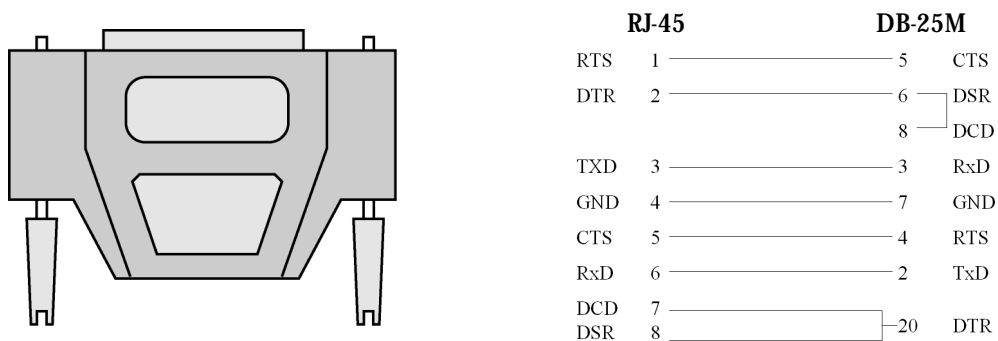 RJ-45 DB-25M
RTS 1 5 CTS
DTR 2 6 DSR
8 DCD
TXD 3 3 RxD
GND 4 7 GND
CTS 5 4 RTS
RxD 6 2 TxD
DCD 7
20 DTR
DSR 8